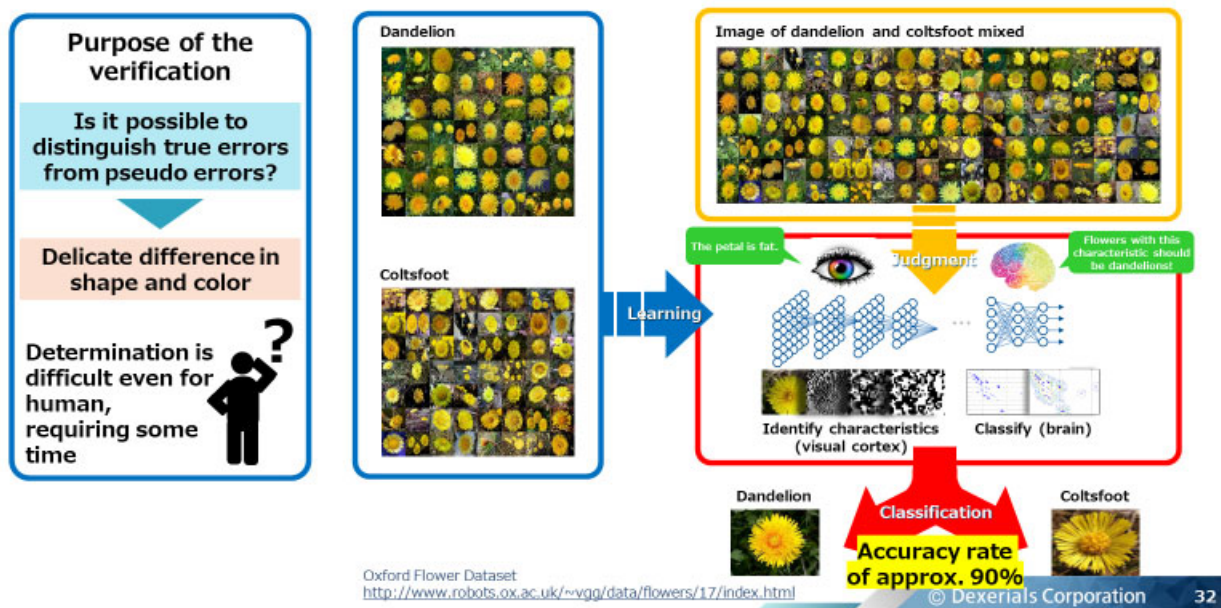 Purpose of the
verification
Is it possible to
distinguish true errors
from pseudo errors?
Delicate difference in
shape and color
Determination is
difficult even for
human,
requiring some
time
?
Dandelion
Coltsfoot
Learning
Image of dandelion and coltsfoot mixed
The petal is fat.
Judgment
Flowers with this
characteristic should
be dandelions!
...
Identify characteristics
(visual cortex)
Classify (brain)
Dandelion
Classification
Coltsfoot
Accuracy rate
of approx. 90%
Oxford Flower Dataset
http://www.robots.ox.ac.uk/~vgg/data/flowers/17/index.html
© Dexerials Corporation
32